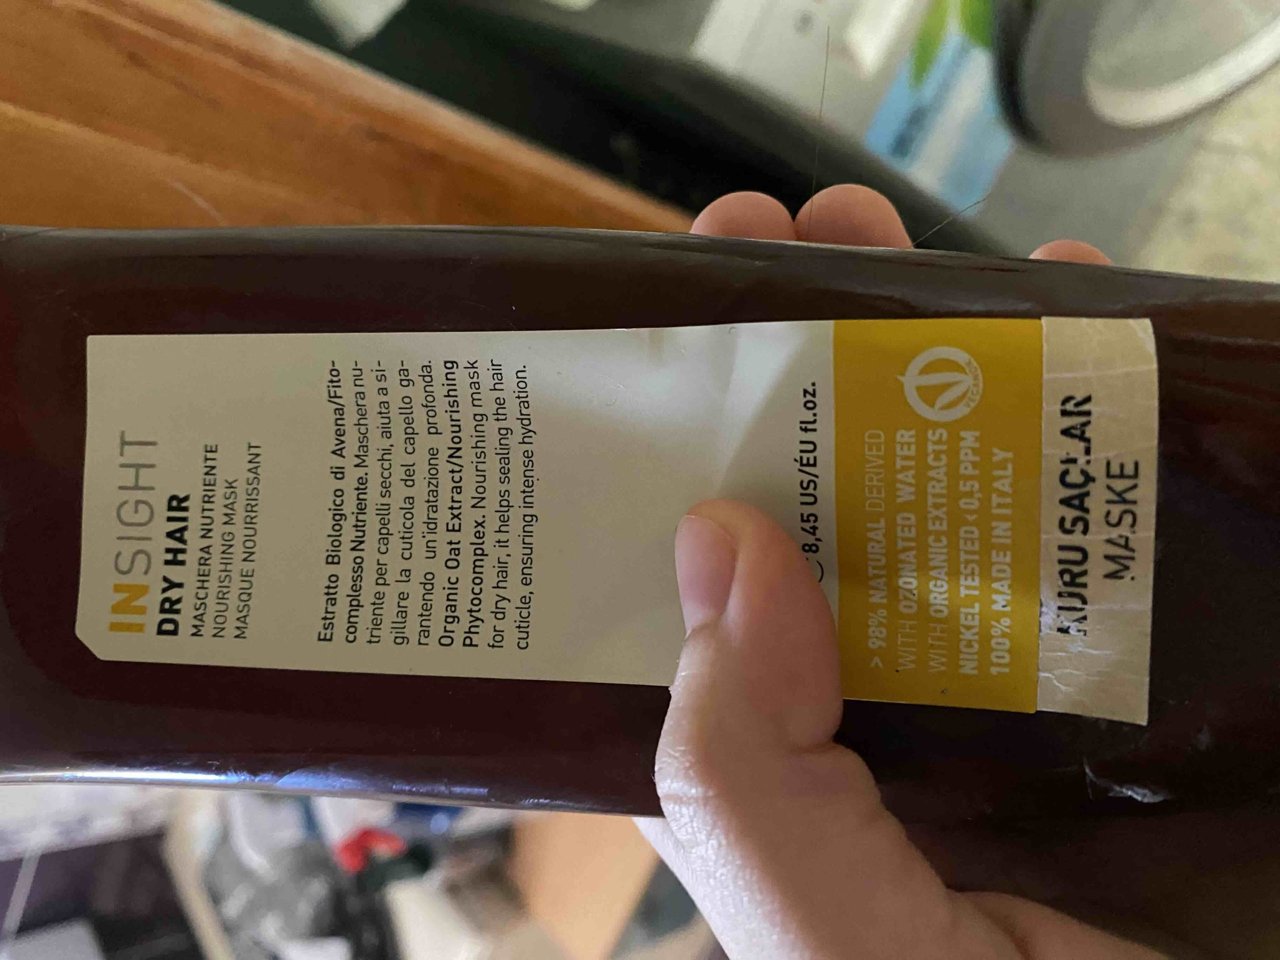 INSIGHT
DRY HAIR
MASCHERA NUTRIENTE
NOURISHING MASK
MASQUE NOURRISSANT
Estratto Biologico di Avena/Fito-
complesso Nutriente. Maschera nu-
triente per capelli secchi, aiuta a si-
gillare la cuticola del capello ga-
rantendo un'idratazione profonda.
Organic Oat Extract/Nourishing
Phytocomplex. Nourishing mask
for dry hair, it helps sealing the hair
cuticle, ensuring intense hydration.
8,45 US/ÉU fl.oz.
> 98% NATURAL DERIVED
WITH OZONATED WATER
WITH ORGANIC EXTRACTS
NICKEL TESTED < 0,5 PPM
100% MADE IN ITALY
VEGANOK
KURU SAÇLAR
MASKE